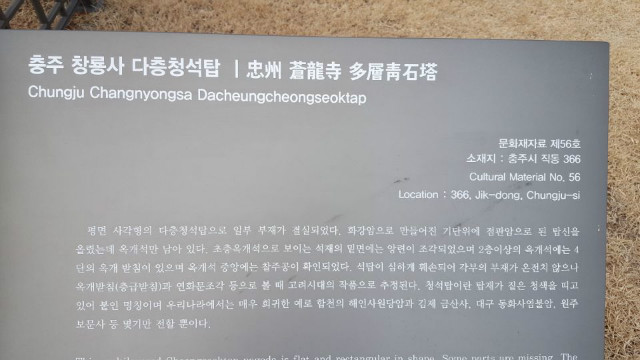 충주 창룡사 다층청석탑 | 忠州 蒼龍寺 多層靑石塔
Chungju Changnyongsa Dacheungcheongseoktap
문화재자료 제56호
소재지 : 충주시 직동 366
Cultural Material No. 56
Location : 366, Jik-dong, Chungju-si
평면 사각형의 다층청석탑으로 일부 부재가 결실되었다. 화강암으로 만들어진 기단위에 점판암으로 된 탑신을
올렸는데 옥개석만 남아 있다. 초층옥개석으로 보이는 석재의 밑면에는 앙련이 조각되었으며 2층이상의 옥개석에는 4
단의 옥개 받침이 있으며 옥개석 중앙에는 찰주공이 확인되었다. 석탑이 심하게 훼손되어 각부의 부재가 온전치 않으나
옥개받침(층급받침)과 연화문조각 등으로 볼 때 고려시대의 작품으로 추정된다. 청석탑이란 탑재가 짙은 청색을 띠고
있어 붙인 명칭이며 우리나라에서는 매우 희귀한 예로 합천의 해인사원당암과 김제 금산사, 대구 동화사염불암, 원주
보문사 등 몇기만 전할 뿐이다.
is flat and rectangular in shape. Some parts are missing. The